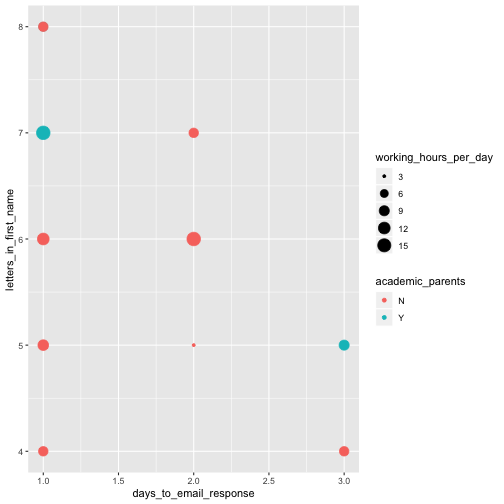 8
7
6
5
4
letters_in_first_name
1.0 1.5 2.0 2.5 3.0
days_to_email_response
working_hours_per_day
3
6
9
12
15
academic_parents
N
Y